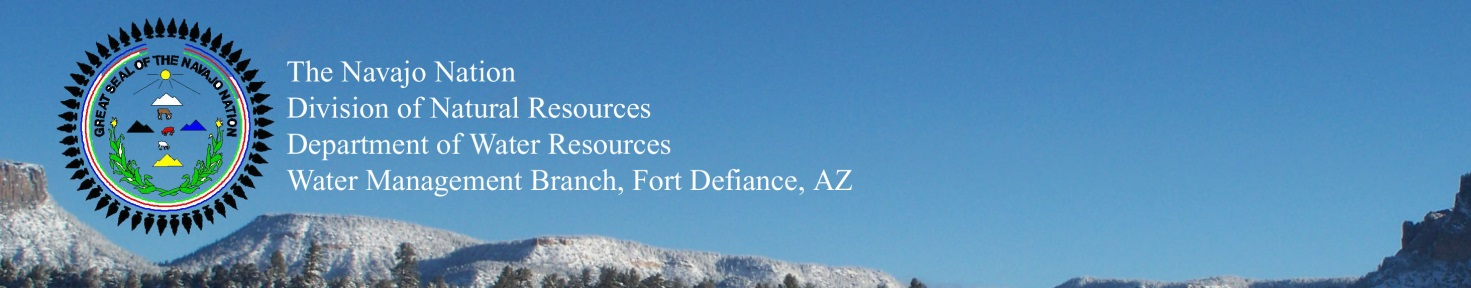 GREAT SEAL OF THE NAVAJO NATION
The Navajo Nation
Division of Natural Resources
Department of Water Resources
Water Management Branch, Fort Defiance, AZ